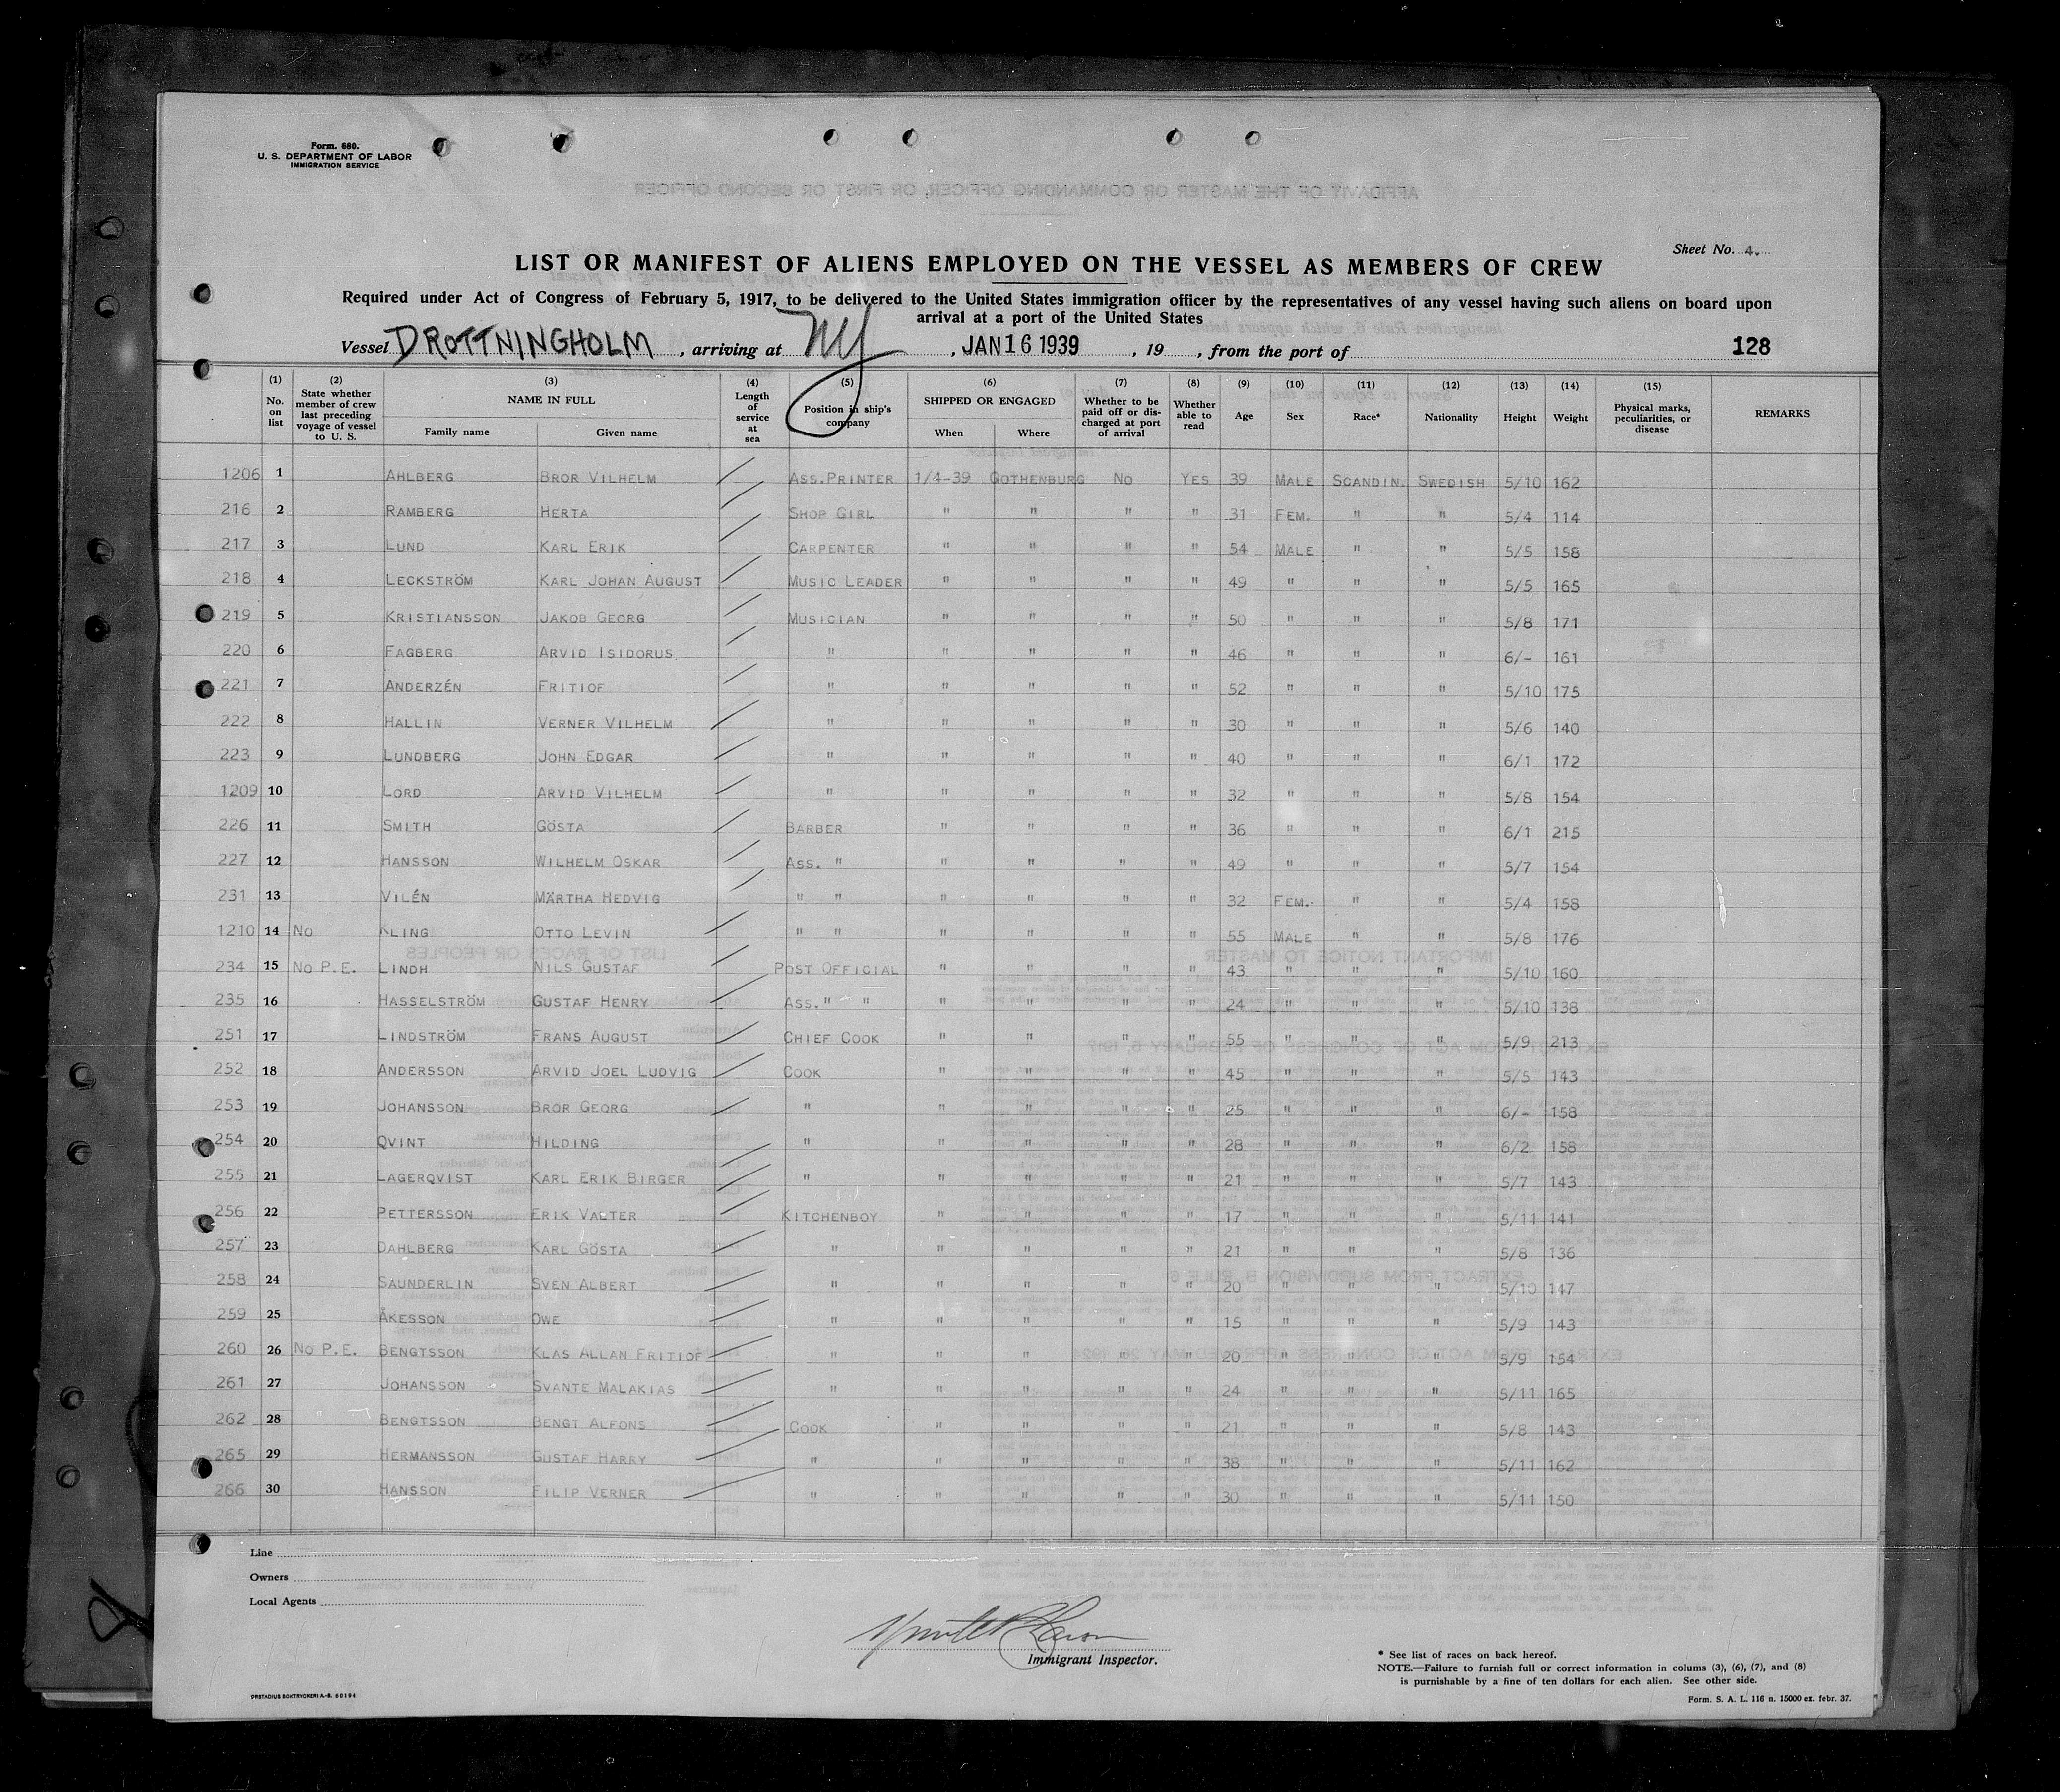 Form. 680.
U. S. DEPARTMENT OF LABOR
IMMIGRATION SERVICE
Sheet No. 4.
LIST OR MANIFEST OF ALIENS EMPLOYED ON THE VESSEL AS MEMBERS OF CREW
Required under Act of Congress of February 5, 1917, to be delivered to the United States immigration officer by the representatives of any vessel having such aliens on board upon
arrival at a port of the United States
Vessel DROTTNINGHOLM, arriving at NY, JAN 16 1939, 19, from the port of 128
(1) No. on list (2) State whether member of crew last preceding voyage of vessel to U. S. (3) NAME IN FULL Family name Given name (4) Length of service at sea (5) Position in ship's company (6) SHIPPED OR ENGAGED When Where (7) Whether to be paid off or discharged at port of arrival (8) Whether able to read (9) Age (10) Sex (11) Race* (12) Nationality (13) Height (14) Weight (15) Physical marks, peculiarities, or disease REMARKS
1206 1 AHLBERG BROR VILHELM ASS.PRINTER 1/4-39 GOTHENBURG NO YES 39 MALE SCANDIN. SWEDISH 5/10 162
216 2 RAMBERG HERTA SHOP GIRL " " " " 31 FEM. " " 5/4 114
217 3 LUND KARL ERIK CARPENTER " " " " 54 MALE " " 5/5 158
218 4 LECKSTRÖM KARL JOHAN AUGUST MUSIC LEADER " " " " 49 " " " 5/5 165
219 5 KRISTIANSSON JAKOB GEORG MUSICIAN " " " " 50 " " " 5/8 171
220 6 FAGBERG ARVID ISIDORUS " " " " " 46 " " " 6/- 161
221 7 ANDERZÉN FRITIOF " " " " " 52 " " " 5/10 175
222 8 HALLIN VERNER VILHELM " " " " " 30 " " " 5/6 140
223 9 LUNDBERG JOHN EDGAR " " " " " 40 " " " 6/1 172
1209 10 LORD ARVID VILHELM " " " " " 32 " " " 5/8 154
226 11 SMITH GÖSTA BARBER " " " " 36 " " " 6/1 215
227 12 HANSSON WILHELM OSKAR ASS. " " " " " 49 " " " 5/7 154
231 13 VILÉN MÄRTHA HEDVIG " " " " " " 32 FEM. " " 5/4 158
1210 14 NO KLING OTTO LEVIN " " " " " " 55 MALE " " 5/8 176
234 15 NO P.E. LINDH NILS GUSTAF POST OFFICIAL " " " " 43 " " " 5/10 160
235 16 HASSELSTRÖM GUSTAF HENRY ASS." " " " " " 24 " " " 5/10 138
251 17 LINDSTRÖM FRANS AUGUST CHIEF COOK " " " " 55 " " " 5/9 213
252 18 ANDERSSON ARVID JOEL LUDVIG COOK " " " " 45 " " " 5/5 143
253 19 JOHANSSON BROR GEORG " " " " " 25 " " " 6/- 158
254 20 QVINT HILDING " " " " " 28 " " " 6/2 158
255 21 LAGERQVIST KARL ERIK BIRGER " " " " " 21 " " " 5/7 143
256 22 PETTERSSON ERIK VALTER KITCHENBOY " " " " 17 " " " 5/11 141
257 23 DAHLBERG KARL GÖSTA " " " " " 21 " " " 5/8 136
258 24 SAUNDERLIN SVEN ALBERT " " " " " 20 " " " 5/10 147
259 25 ÅKESSON OWE " " " " " 15 " " " 5/9 143
260 26 NO P.E. BENGTSSON KLAS ALLAN FRITIOF " " " " " 20 " " " 5/9 154
261 27 JOHANSSON SVANTE MALAKIAS " " " " " 24 " " " 5/11 165
262 28 BENGTSSON BENGT ALFONS COOK " " " " 21 " " " 5/8 143
265 29 HERMANSSON GUSTAF HARRY " " " " " 38 " " " 5/11 162
266 30 HANSSON FILIP VERNER " " " " " 30 " " " 5/11 150
Line
Owners
Local Agents
Immigrant Inspector.
* See list of races on back hereof.
NOTE.—Failure to furnish full or correct information in colums (3), (6), (7), and (8)
is purnishable by a fine of ten dollars for each alien. See other side.
ORSTADIUS BOKTRYCKERI A.-B. 60194
Form. S. A. L. 116 n. 15000 ex. febr. 37.